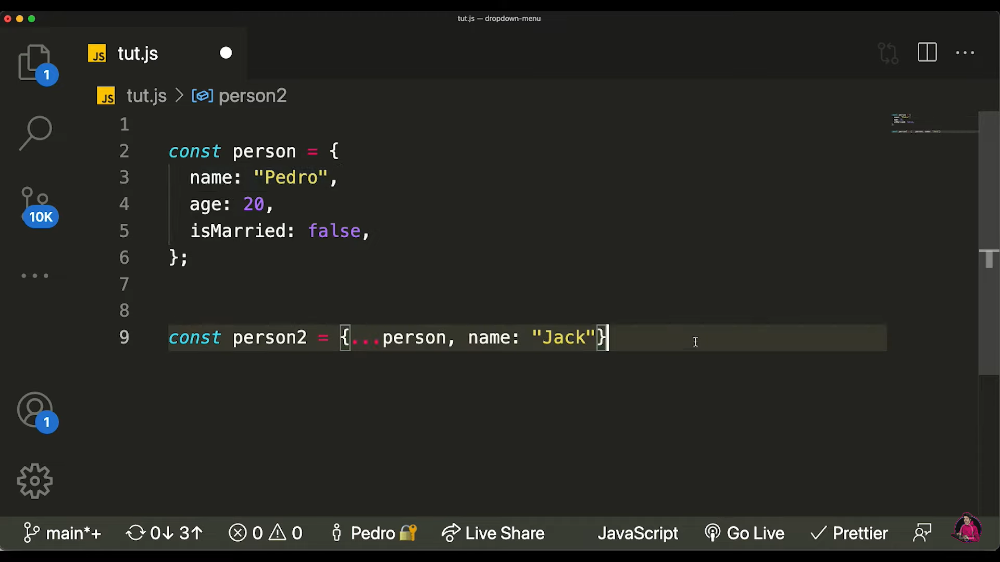 tut.js — dropdown-menu
JS tut.js
1
JS tut.js > person2
1
2 const person = {
3 name: "Pedro",
4 age: 20,
5 isMarried: false,
6 };
7
8
9 const person2 = {...person, name: "Jack"}
10K
1
main*+ 0↓ 3↑ 0 0 Pedro Live Share JavaScript Go Live Prettier